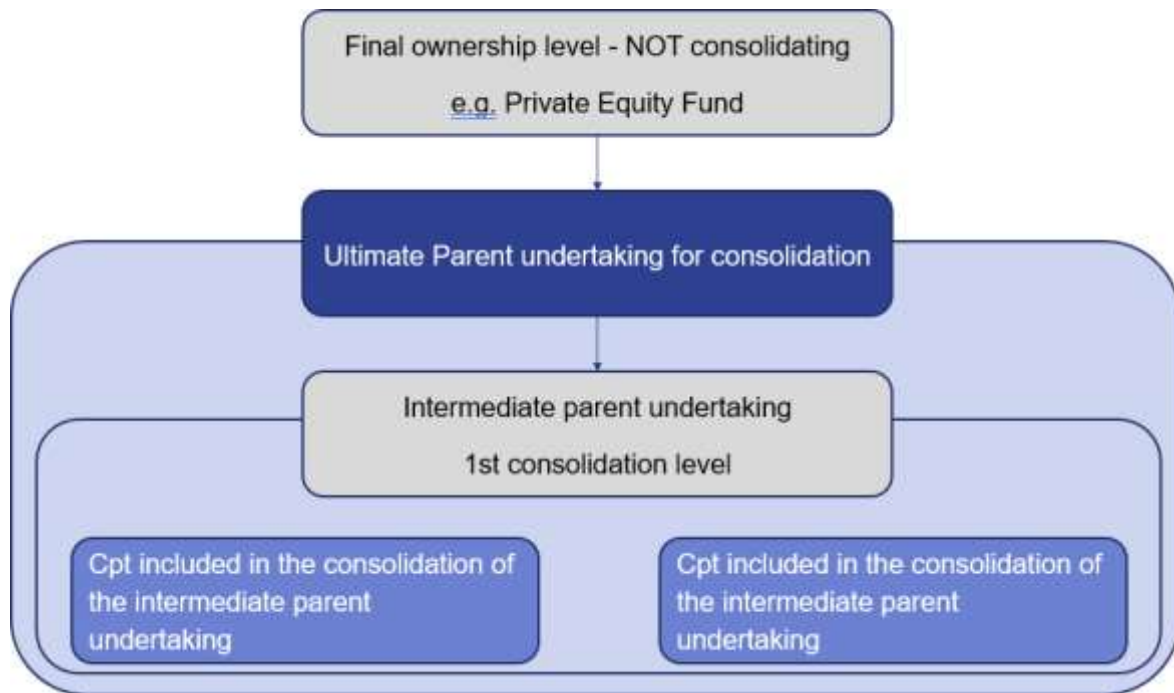 Final ownership level - NOT consolidating
e.g. Private Equity Fund
Ultimate Parent undertaking for consolidation
Intermediate parent undertaking
1st consolidation level
Cpt included in the consolidation of
the intermediate parent
undertaking
Cpt included in the consolidation of
the intermediate parent
undertaking